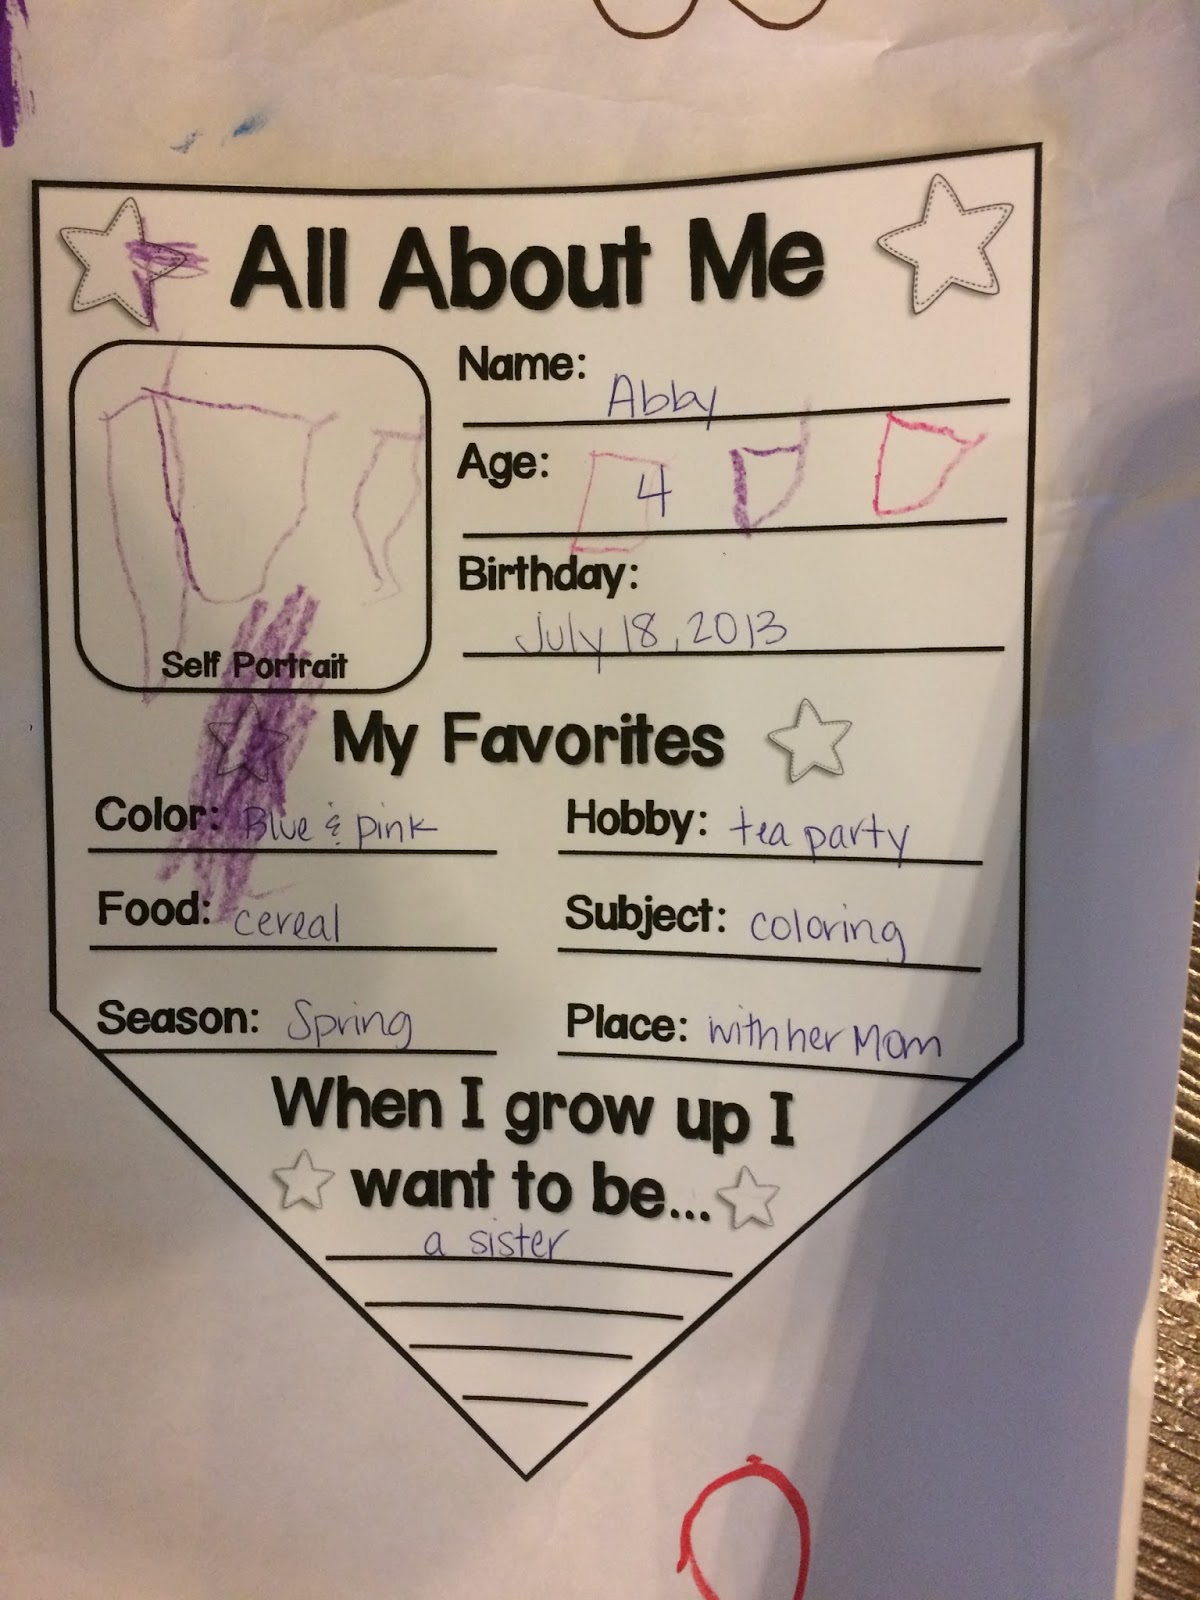 All About Me
Name: Abby
Age: 4
Birthday:
July 18, 2013
Self Portrait
My Favorites
Color: Blue & pink
Hobby: tea party
Food: cereal
Subject: coloring
Season: Spring
Place: with her Mom
When I grow up I
want to be...
a sister